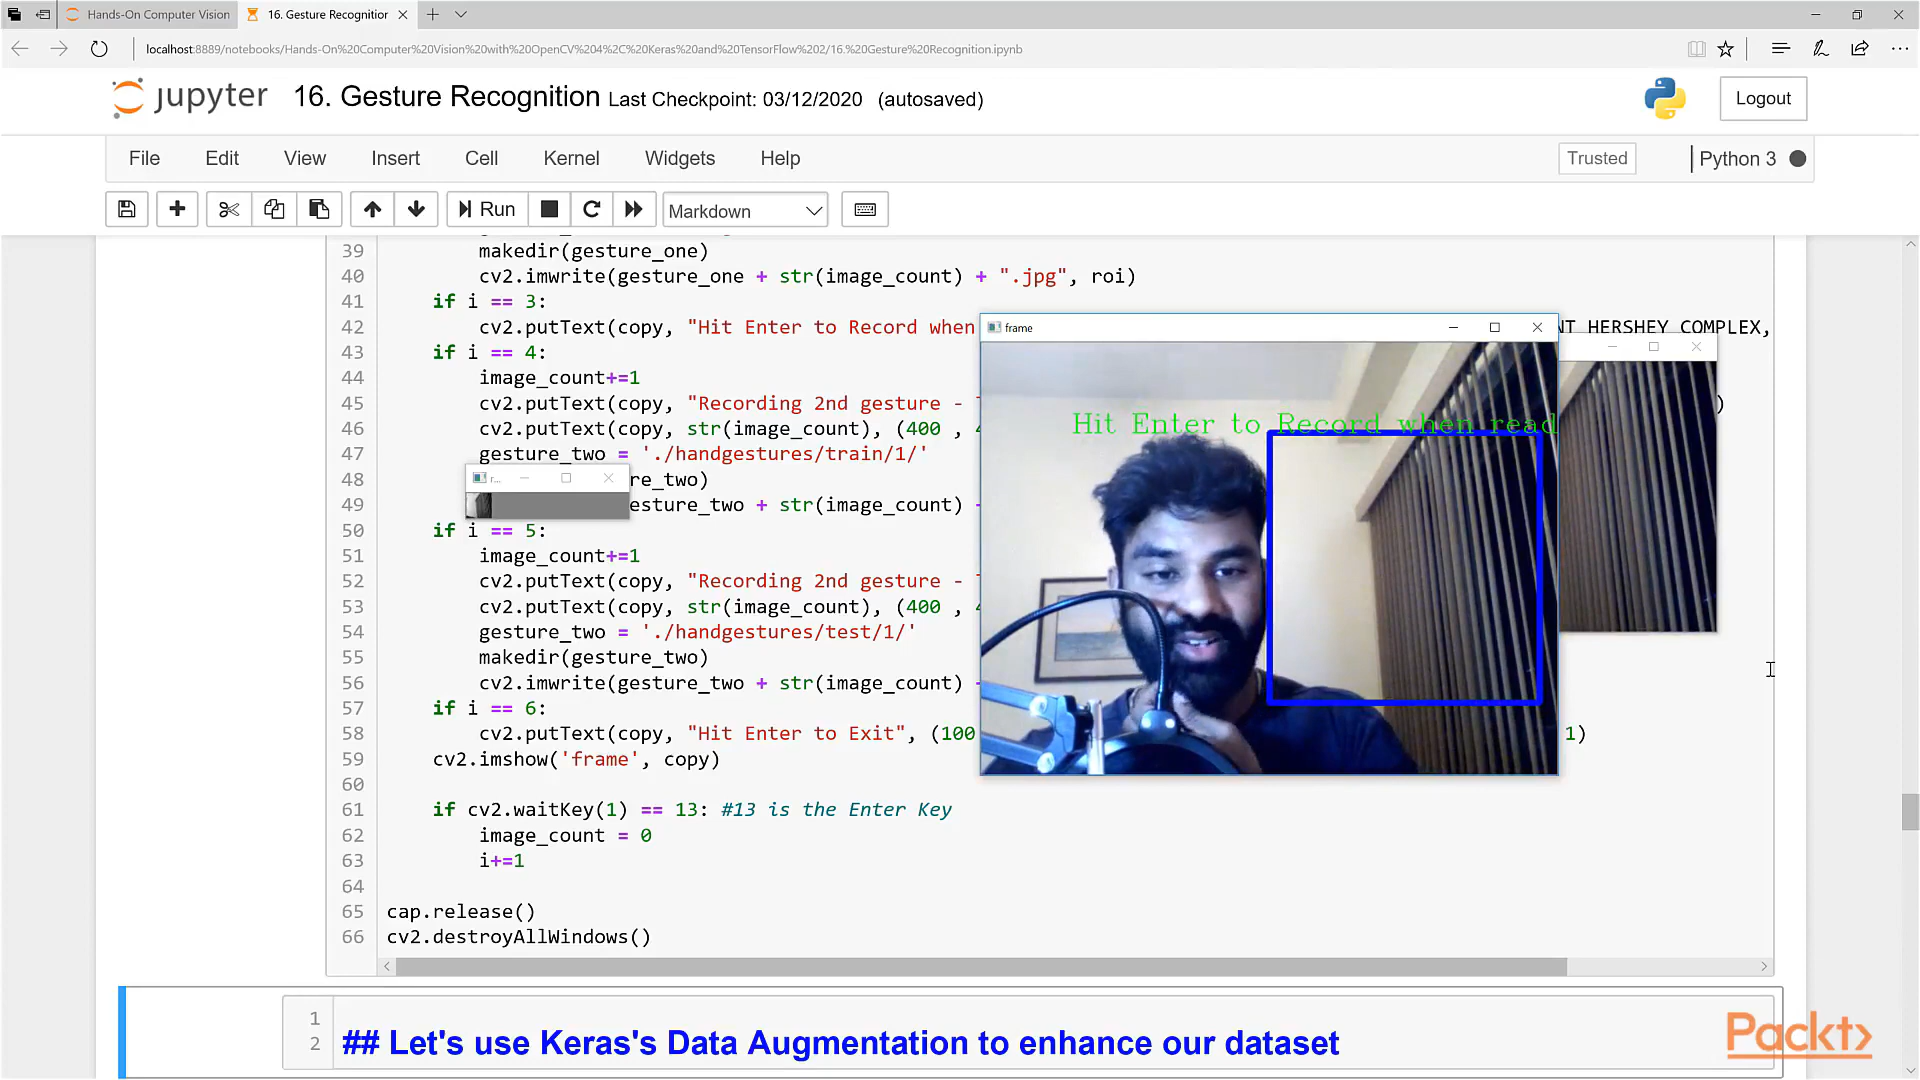 Hands-On Computer Vision
16. Gesture Recognition
localhost:8889/notebooks/Hands-On%20Computer%20Vision%20with%20OpenCV%204%2C%20Keras%20and%20TensorFlow%202/16.%20Gesture%20Recognition.ipynb
jupyter 16. Gesture Recognition Last Checkpoint: 03/12/2020 (autosaved)
Logout
File Edit View Insert Cell Kernel Widgets Help
Trusted
Python 3
Run
Markdown
39 makedir(gesture_one)
40 cv2.imwrite(gesture_one + str(image_count) + ".jpg", roi)
41 if i == 3:
42 cv2.putText(copy, "Hit Enter to Record when NT_HERSHEY_COMPLEX,
frame
43 if i == 4:
44 image_count+=1
45 cv2.putText(copy, "Recording 2nd gesture - )
Hit Enter to Record when read
46 cv2.putText(copy, str(image_count), (400 ,
47 gesture_two = './handgestures/train/1/'
r...
48 re_two)
49 esture_two + str(image_count)
50 if i == 5:
51 image_count+=1
52 cv2.putText(copy, "Recording 2nd gesture -
53 cv2.putText(copy, str(image_count), (400 ,
54 gesture_two = './handgestures/test/1/'
55 makedir(gesture_two)
56 cv2.imwrite(gesture_two + str(image_count)
57 if i == 6:
58 cv2.putText(copy, "Hit Enter to Exit", (100 1)
59 cv2.imshow('frame', copy)
60
61 if cv2.waitKey(1) == 13: #13 is the Enter Key
62 image_count = 0
63 i+=1
64
65 cap.release()
66 cv2.destroyAllWindows()
1
2 ## Let's use Keras's Data Augmentation to enhance our dataset
Packt>